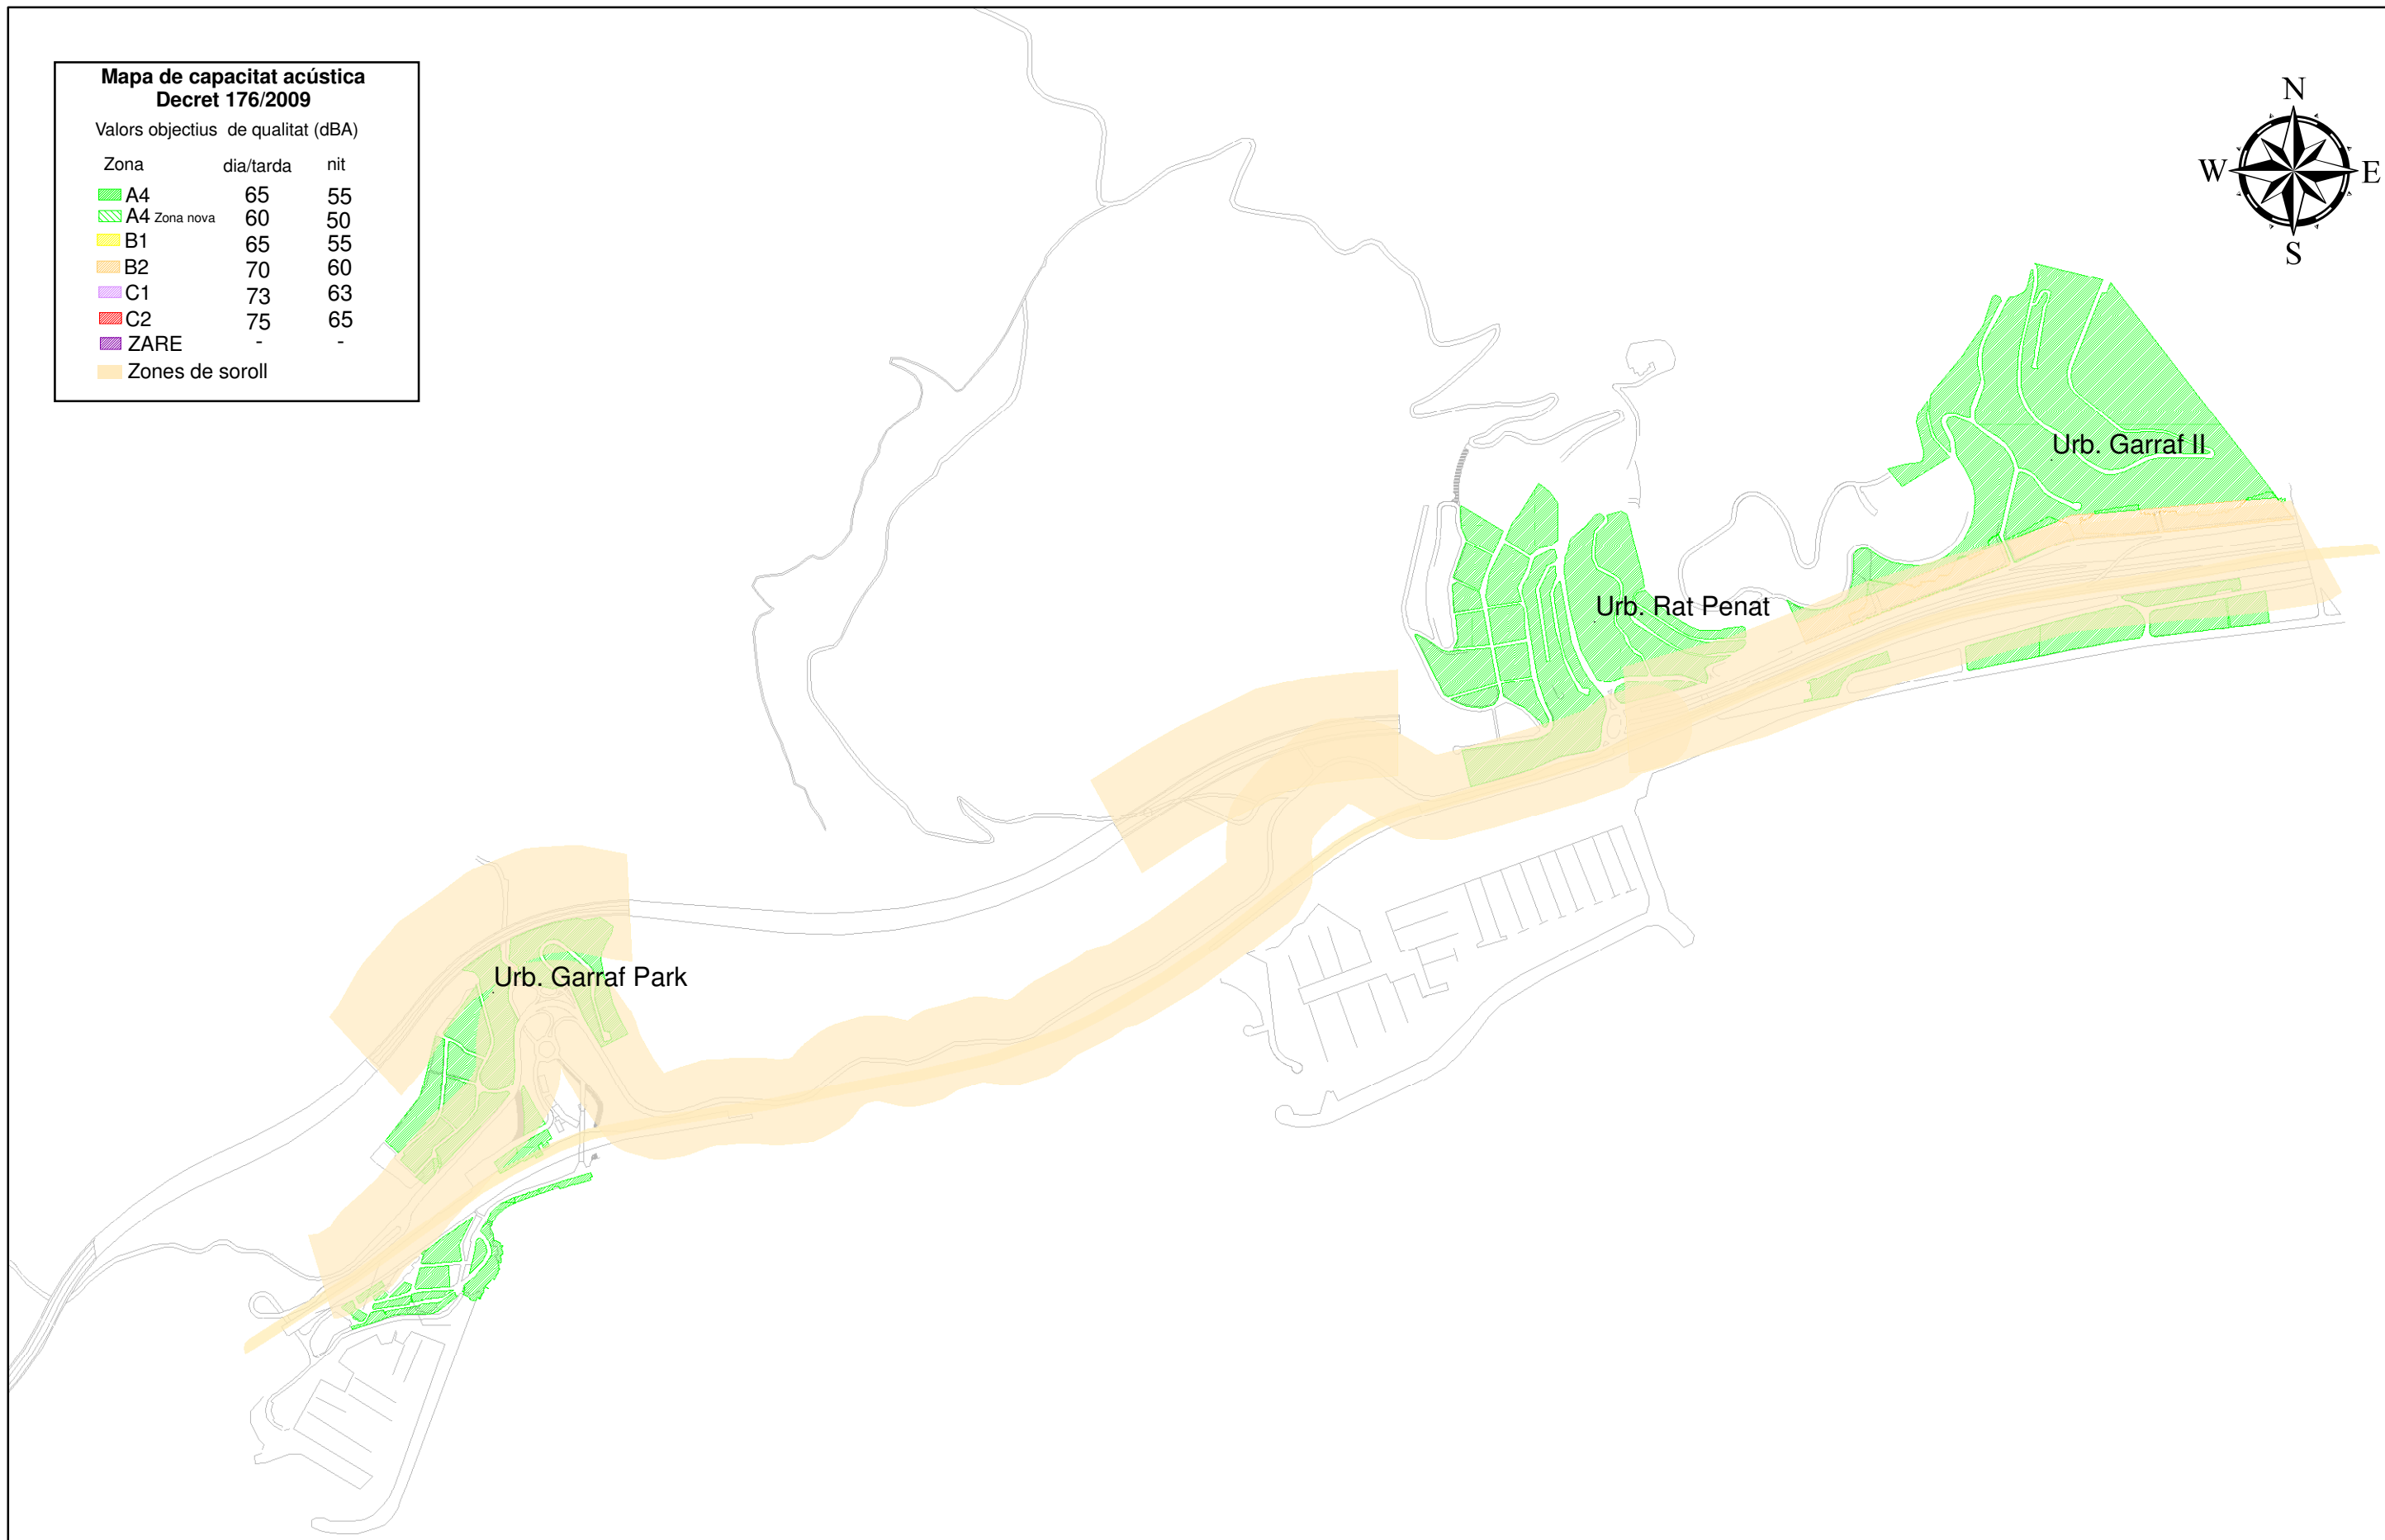 Mapa de capacitat acústica
Decret 176/2009
Valors objectius de qualitat (dBA)
Zona dia/tarda nit
A4 65 55
A4 Zona nova 60 50
B1 65 55
B2 70 60
C1 73 63
C2 75 65
ZARE - -
Zones de soroll
N
W E
S
Urb. Garraf II
Urb. Rat Penat
Urb. Garraf Park